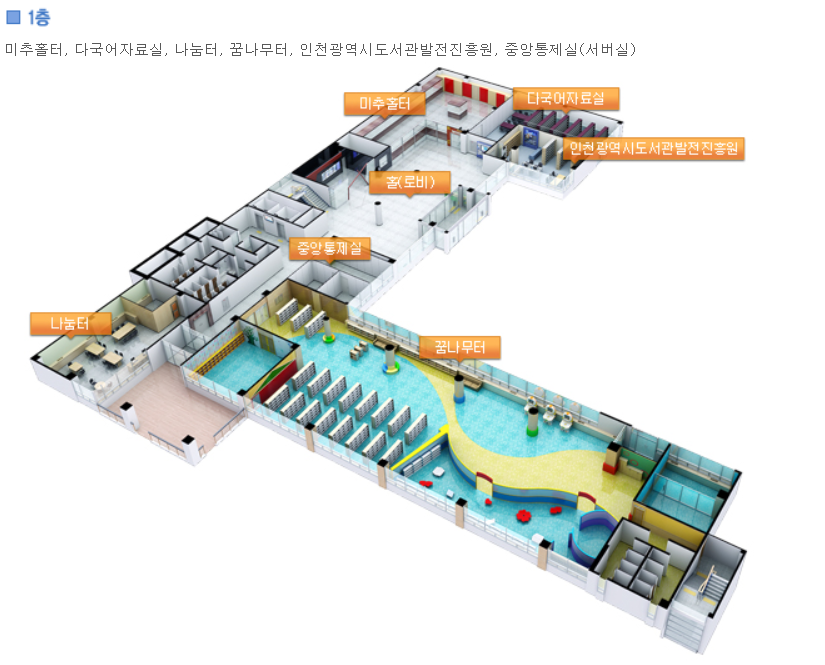 1층
미추홀터, 다국어자료실, 나눔터, 꿈나무터, 인천광역시도서관발전진흥원, 중앙통제실(서버실)
미추홀터
다국어자료실
인천광역시도서관발전진흥원
홀(로비)
중앙통제실
나눔터
꿈나무터